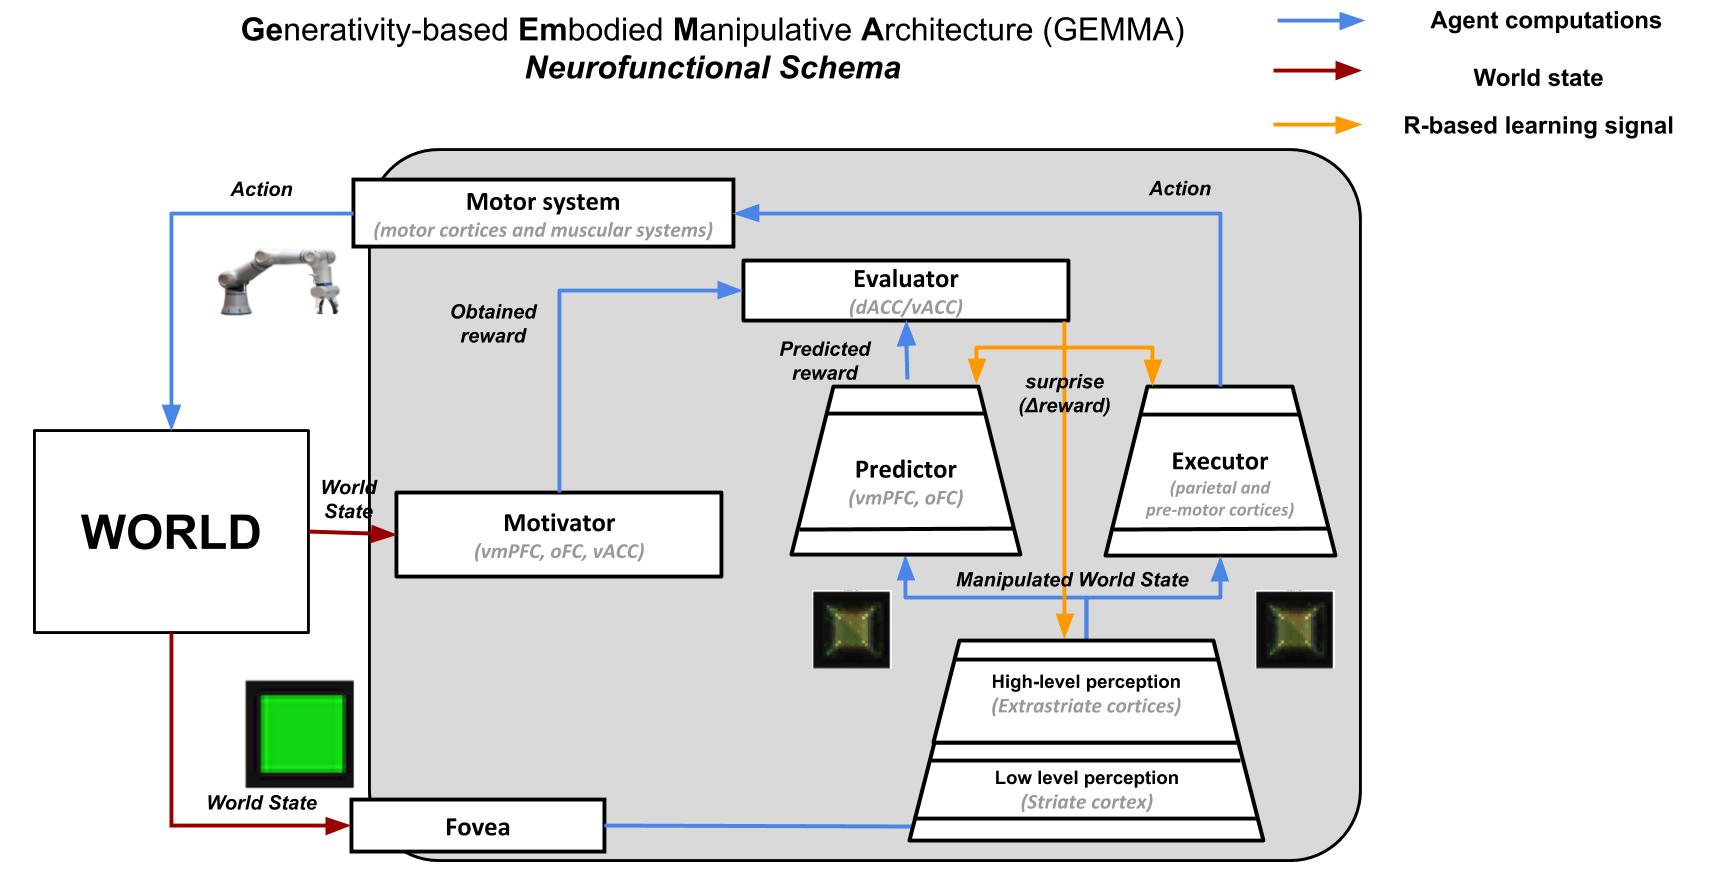 Generativity-based Embodied Manipulative Architecture (GEMMA)
Neurofunctional Schema
Agent computations
World state
R-based learning signal
Action
Motor system
(motor cortices and muscular systems)
Action
Evaluator
(dACC/vACC)
Obtained
reward
Predicted
reward
surprise
(Δreward)
Predictor
(vmPFC, oFC)
Executor
(parietal and
pre-motor cortices)
WORLD
World
State
Motivator
(vmPFC, oFC, vACC)
Manipulated World State
High-level perception
(Extrastriate cortices)
Low level perception
(Striate cortex)
World State
Fovea